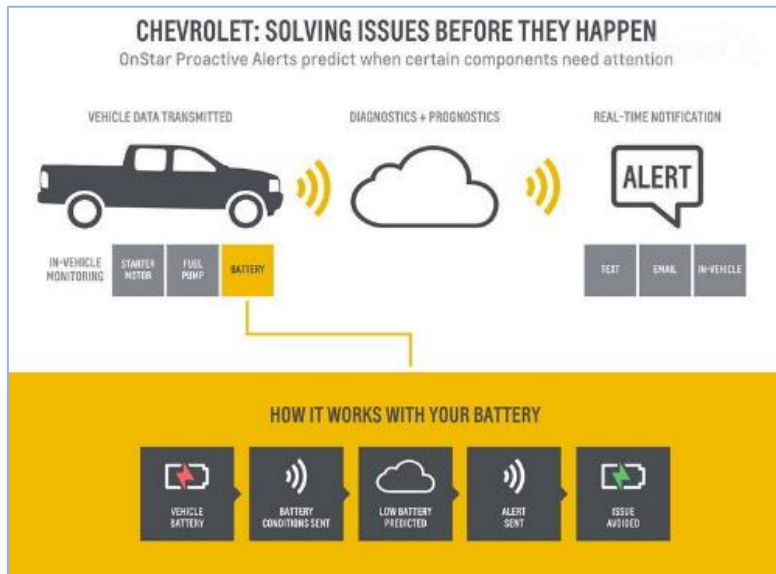 CHEVROLET: SOLVING ISSUES BEFORE THEY HAPPEN
OnStar Proactive Alerts predict when certain components need attention
VEHICLE DATA TRANSMITTED
DIAGNOSTICS + PROGNOSTICS
REAL-TIME NOTIFICATION
ALERT
IN-VEHICLE
MONITORING
STARTER
MOTOR
FUEL
PUMP
BATTERY
TEXT
EMAIL
IN-VEHICLE
HOW IT WORKS WITH YOUR BATTERY
VEHICLE
BATTERY
BATTERY
CONDITIONS SENT
LOW BATTERY
PREDICTED
ALERT
SENT
ISSUE
AVOIDED